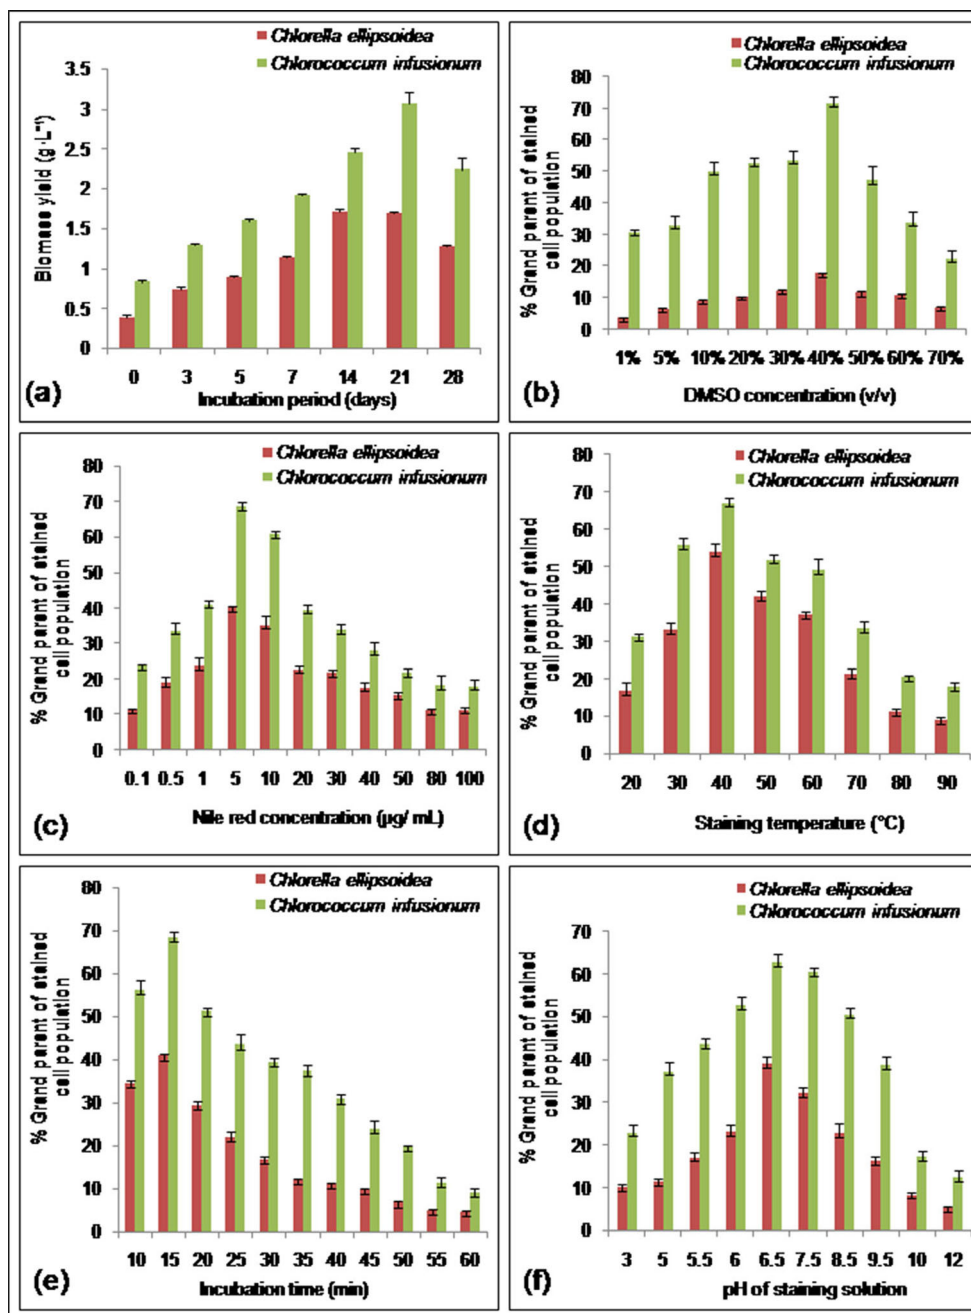 Chlorella ellipsoidea
Chlorococcum infusionum
Biomass yield (g·L⁻¹)
3.5
3
2.5
2
1.5
1
0.5
0
0 3 5 7 14 21 28
(a)
Incubation period (days)
Chlorella ellipsoidea
Chlorococcum infusionum
% Grand parent of stained
cell population
80
70
60
50
40
30
20
10
0
1% 5% 10% 20% 30% 40% 50% 60% 70%
(b)
DMSO concentration (v/v)
Chlorella ellipsoidea
Chlorococcum infusionum
% Grand parent of stained
cell population
80
70
60
50
40
30
20
10
0
0.1 0.5 1 5 10 20 30 40 50 80 100
(c)
Nile red concentration (µg/ mL)
Chlorella ellipsoidea
Chlorococcum infusionum
% Grand parent of stained
cell population
80
70
60
50
40
30
20
10
0
20 30 40 50 60 70 80 90
(d)
Staining temperature (°C)
Chlorella ellipsoidea
Chlorococcum infusionum
% Grand parent of stained
cell population
80
70
60
50
40
30
20
10
0
10 15 20 25 30 35 40 45 50 55 60
(e)
Incubation time (min)
Chlorella ellipsoidea
Chlorococcum infusionum
% Grand parent of stained
cell population
70
60
50
40
30
20
10
0
3 5 5.5 6 6.5 7.5 8.5 9.5 10 12
(f)
pH of staining solution